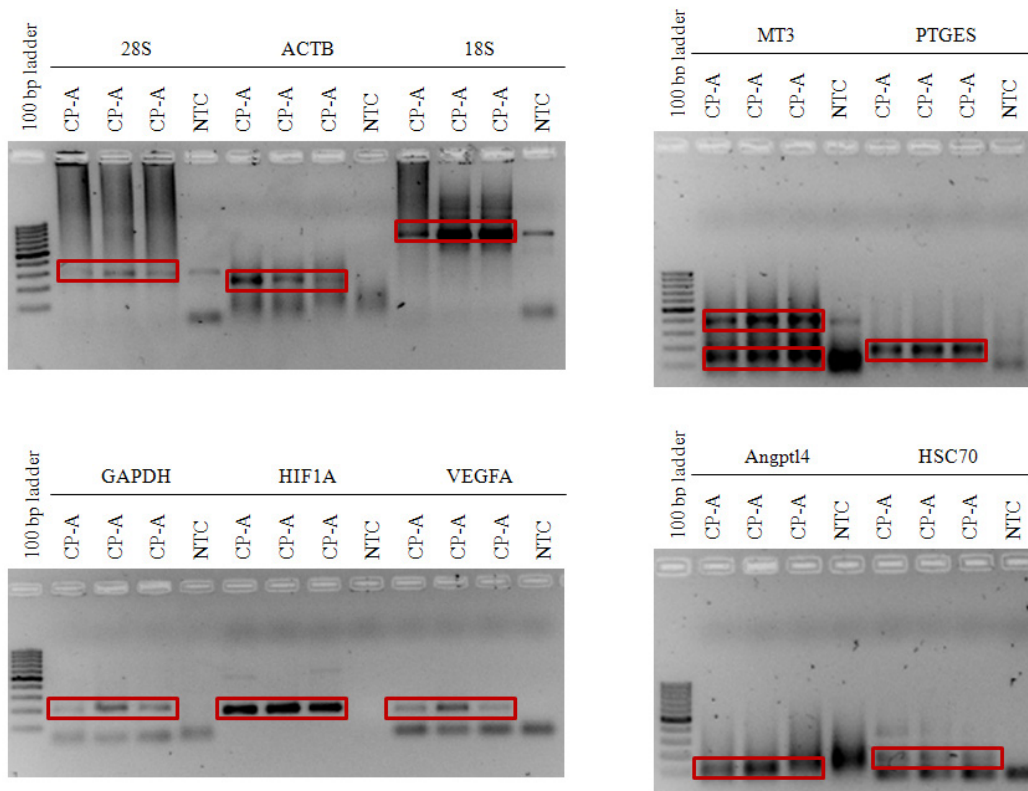 28S ACTB 18S
100 bp ladder CP-A CP-A CP-A NTC CP-A CP-A CP-A NTC CP-A CP-A CP-A NTC
MT3 PTGES
100 bp ladder CP-A CP-A CP-A NTC CP-A CP-A CP-A NTC
GAPDH HIF1A VEGFA
100 bp ladder CP-A CP-A CP-A NTC CP-A CP-A CP-A NTC CP-A CP-A CP-A NTC
Angptl4 HSC70
100 bp ladder CP-A CP-A CP-A NTC CP-A CP-A CP-A NTC